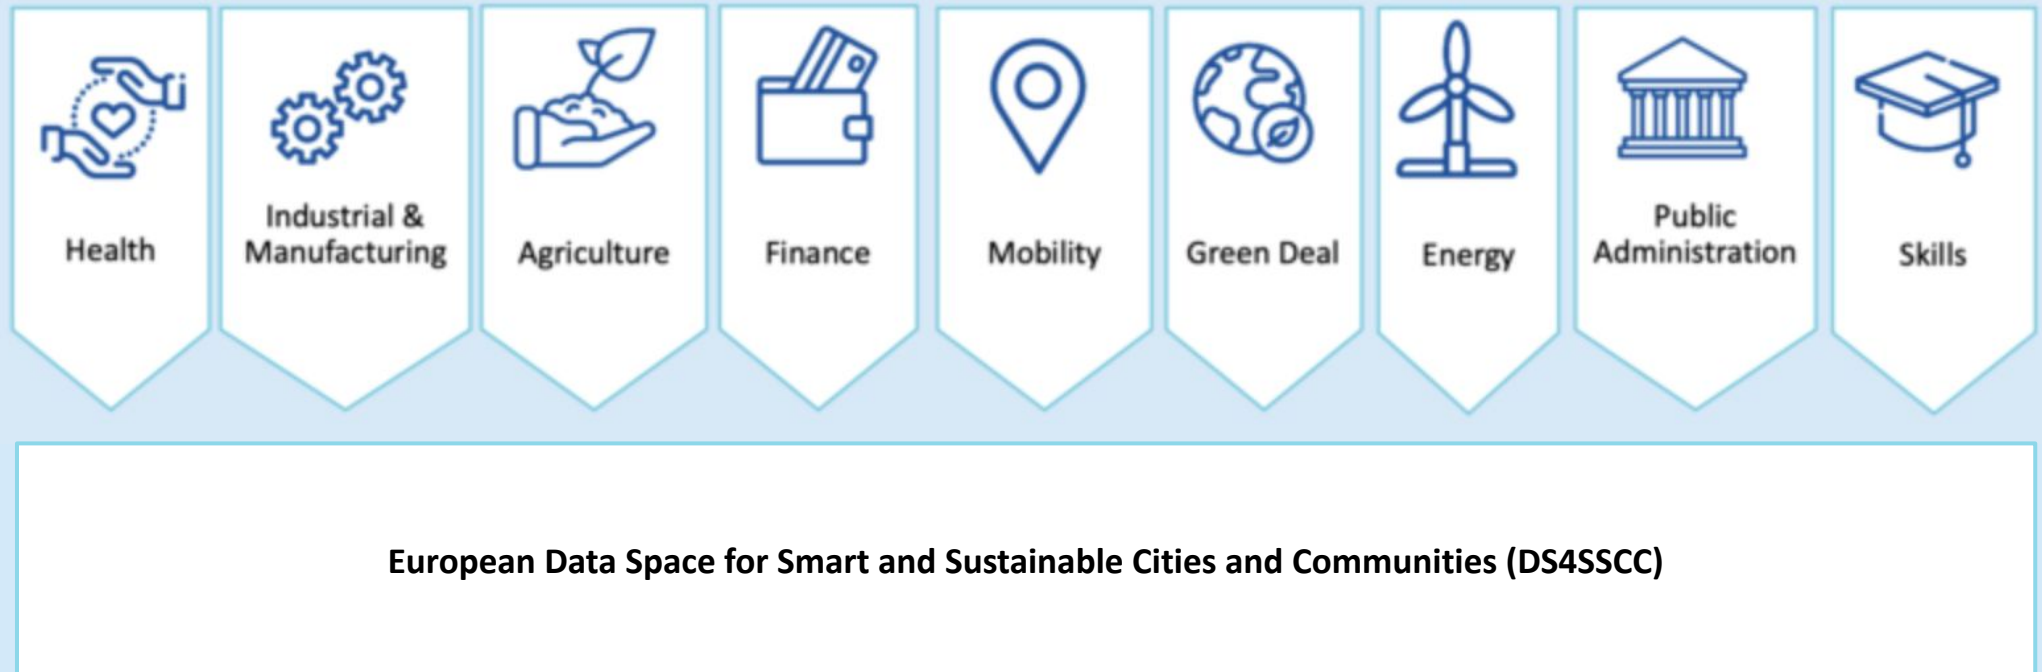 Health
Industrial &
Manufacturing
Agriculture
Finance
Mobility
Green Deal
Energy
Public
Administration
Skills
European Data Space for Smart and Sustainable Cities and Communities (DS4SSCC)